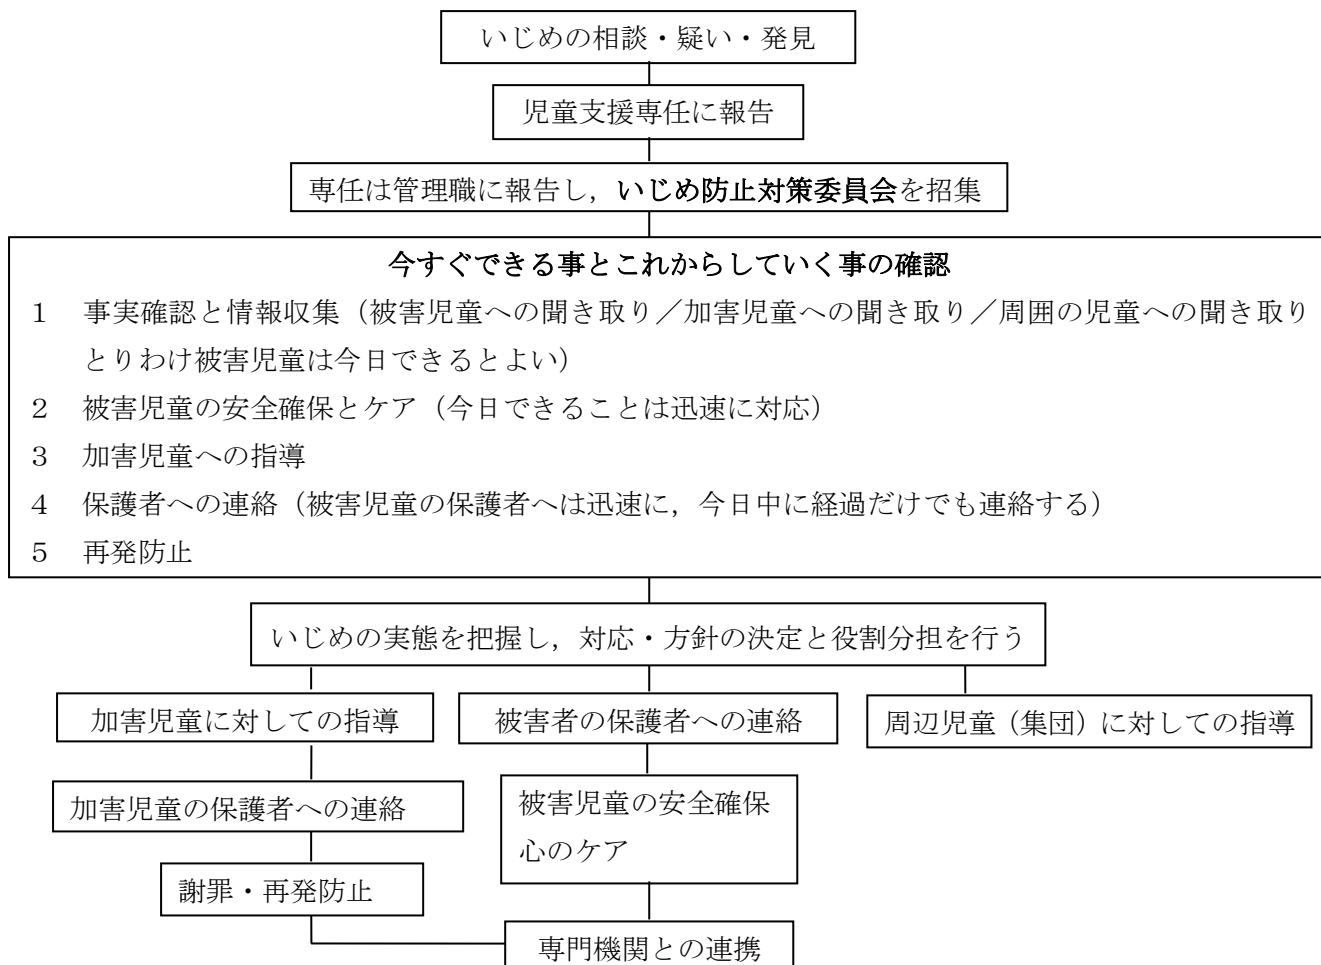 いじめの相談・疑い・発見
児童支援専任に報告
専任は管理職に報告し，いじめ防止対策委員会を招集
今すぐできる事とこれからしていく事の確認
１　事実確認と情報収集（被害児童への聞き取り／加害児童への聞き取り／周囲の児童への聞き取り
とりわけ被害児童は今日できるとよい）
２　被害児童の安全確保とケア（今日できることは迅速に対応）
３　加害児童への指導
４　保護者への連絡（被害児童の保護者へは迅速に，今日中に経過だけでも連絡する）
５　再発防止
いじめの実態を把握し，対応・方針の決定と役割分担を行う
加害児童に対しての指導
被害者の保護者への連絡
周辺児童（集団）に対しての指導
加害児童の保護者への連絡
被害児童の安全確保
心のケア
謝罪・再発防止
専門機関との連携